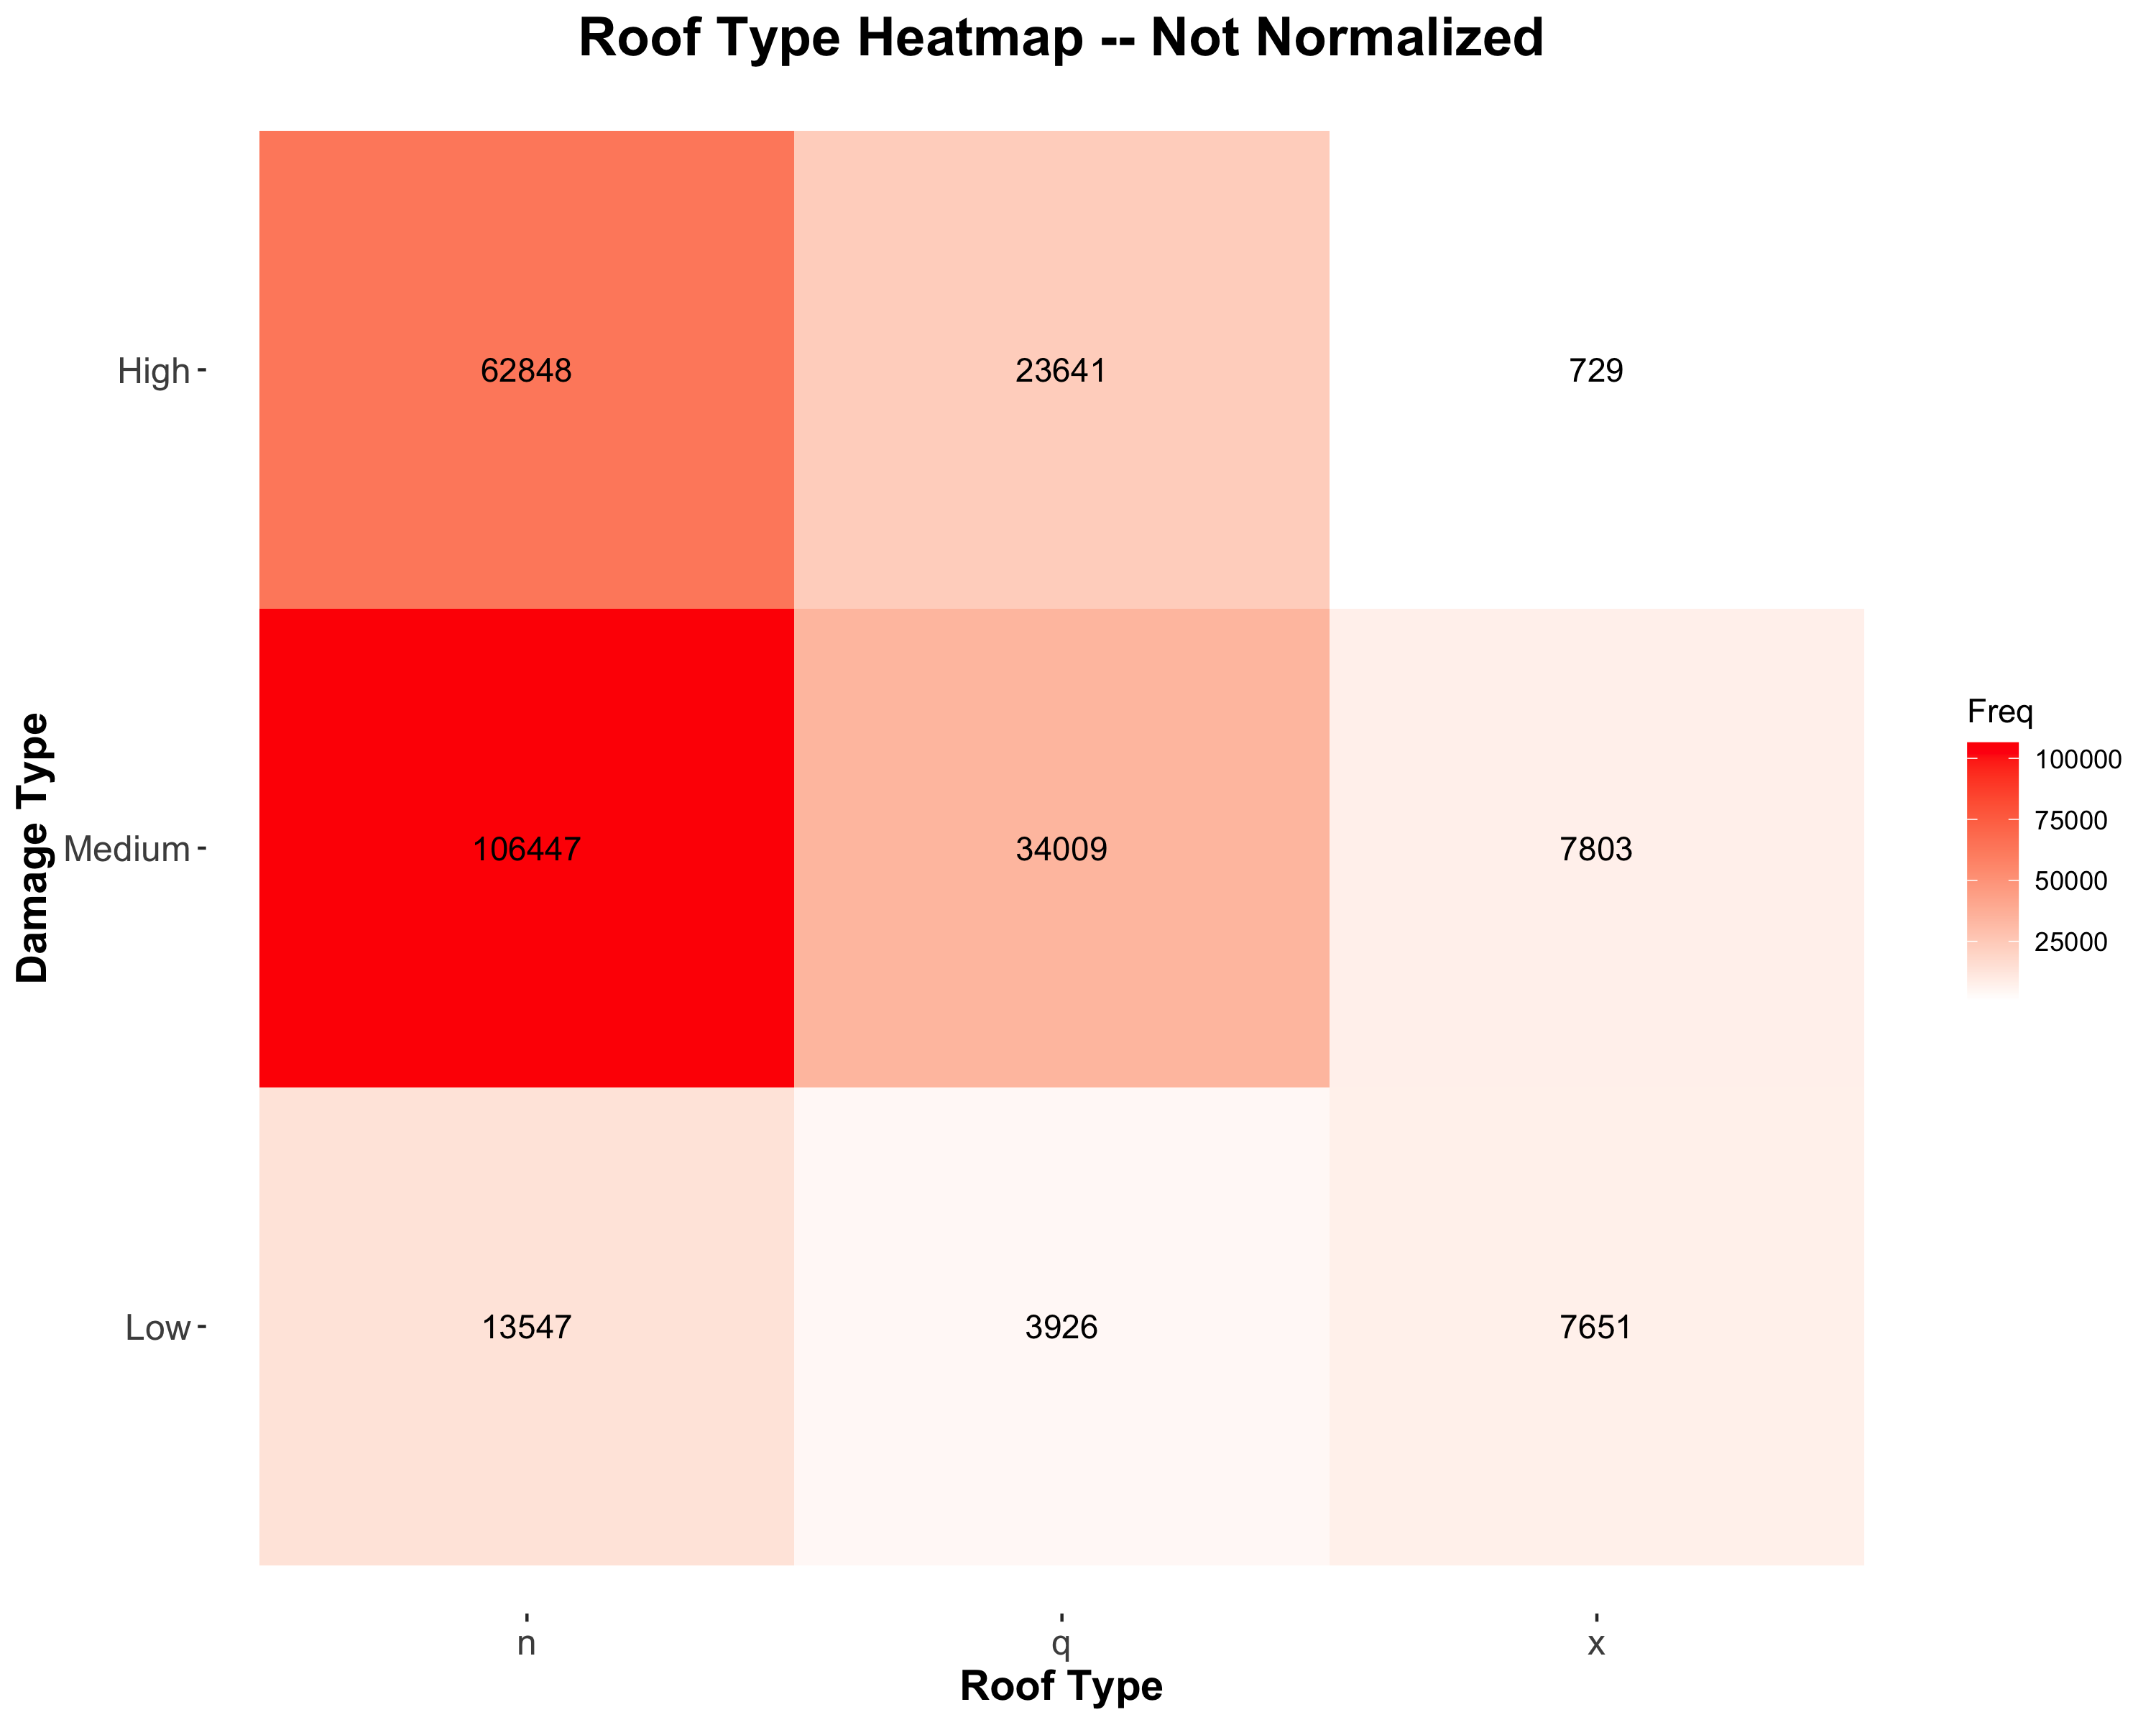 Roof Type Heatmap -- Not Normalized
Damage Type
High
62848
23641
729
Medium
106447
34009
7803
Low
13547
3926
7651
n
q
x
Roof Type
Freq
100000
75000
50000
25000